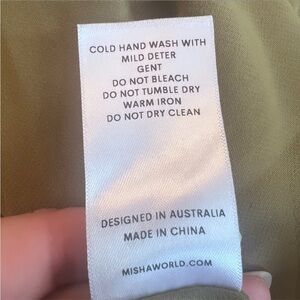 COLD HAND WASH WITH
MILD DETER
GENT
DO NOT BLEACH
DO NOT TUMBLE DRY
WARM IRON
DO NOT DRY CLEAN
DESIGNED IN AUSTRALIA
MADE IN CHINA
MISHAWORLD.COM